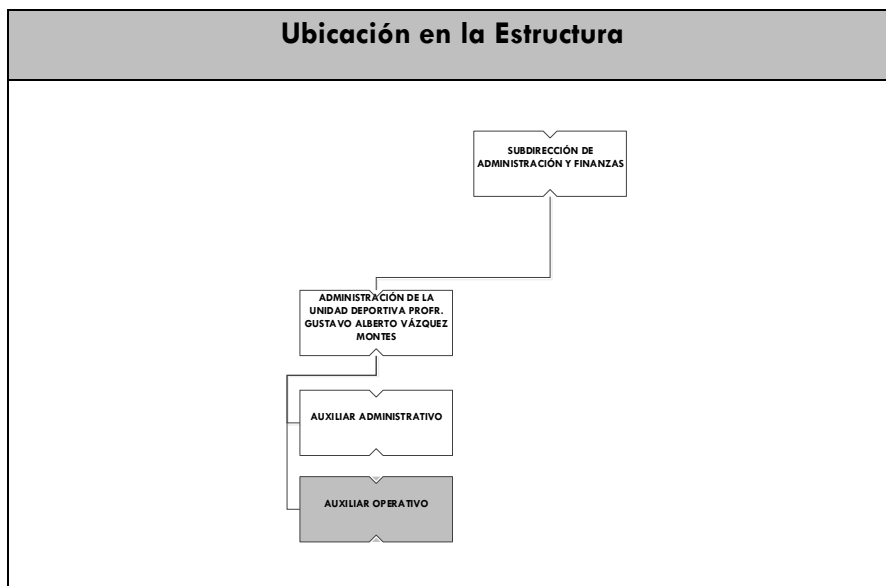 Ubicación en la Estructura
SUBDIRECCIÓN DE
ADMINISTRACIÓN Y FINANZAS
ADMINISTRACIÓN DE LA
UNIDAD DEPORTIVA PROFR.
GUSTAVO ALBERTO VÁZQUEZ
MONTES
AUXILIAR ADMINISTRATIVO
AUXILIAR OPERATIVO